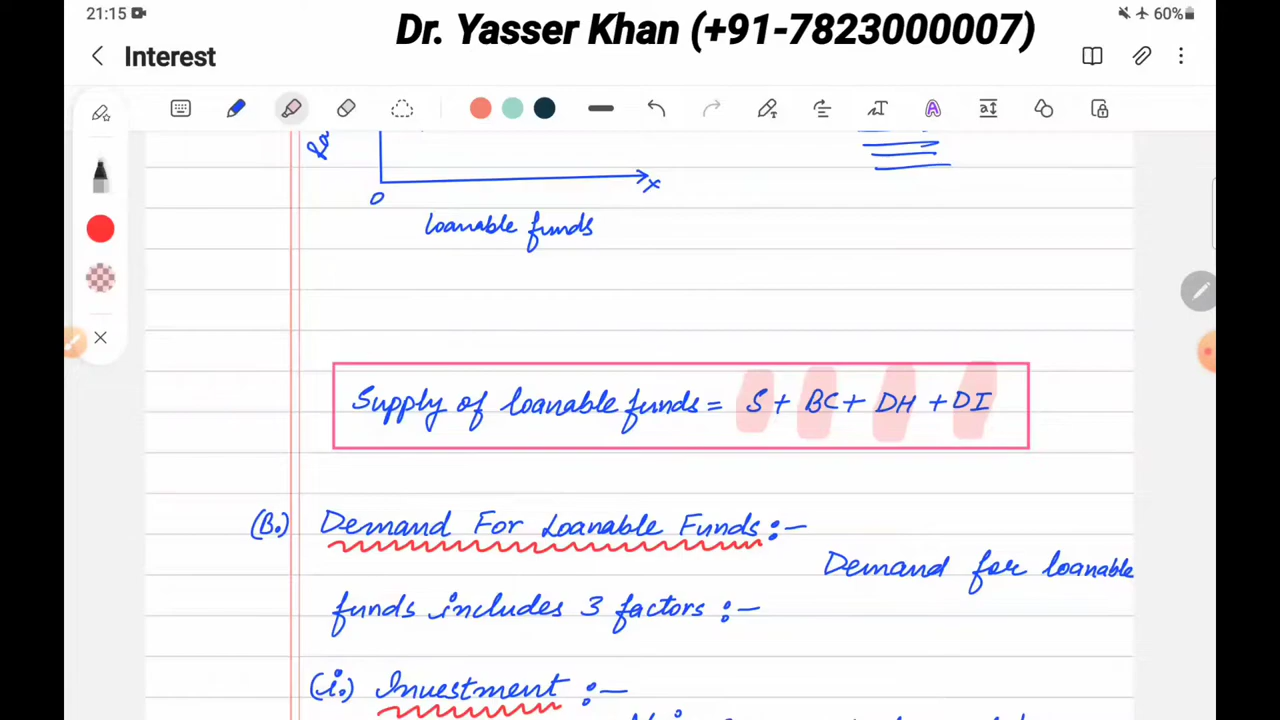 21:15
60%
Dr. Yasser Khan (+91-7823000007)
Interest
0
x
loanable funds
Supply of loanable funds = S + BC + DH + DI
(B.) Demand For Loanable Funds :-
Demand for loanable
funds includes 3 factors :-
(i.) Investment :-